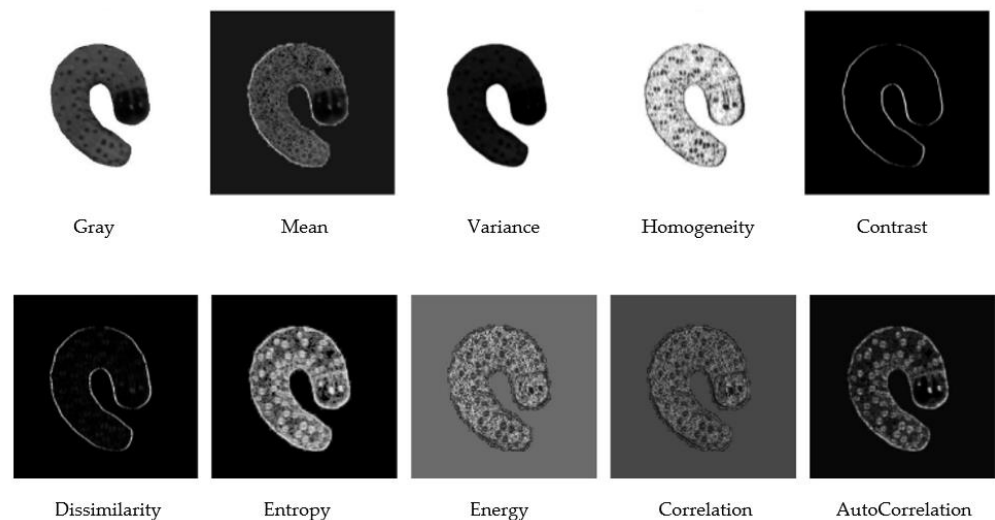 Gray Mean Variance Homogeneity Contrast
Dissimilarity Entropy Energy Correlation AutoCorrelation